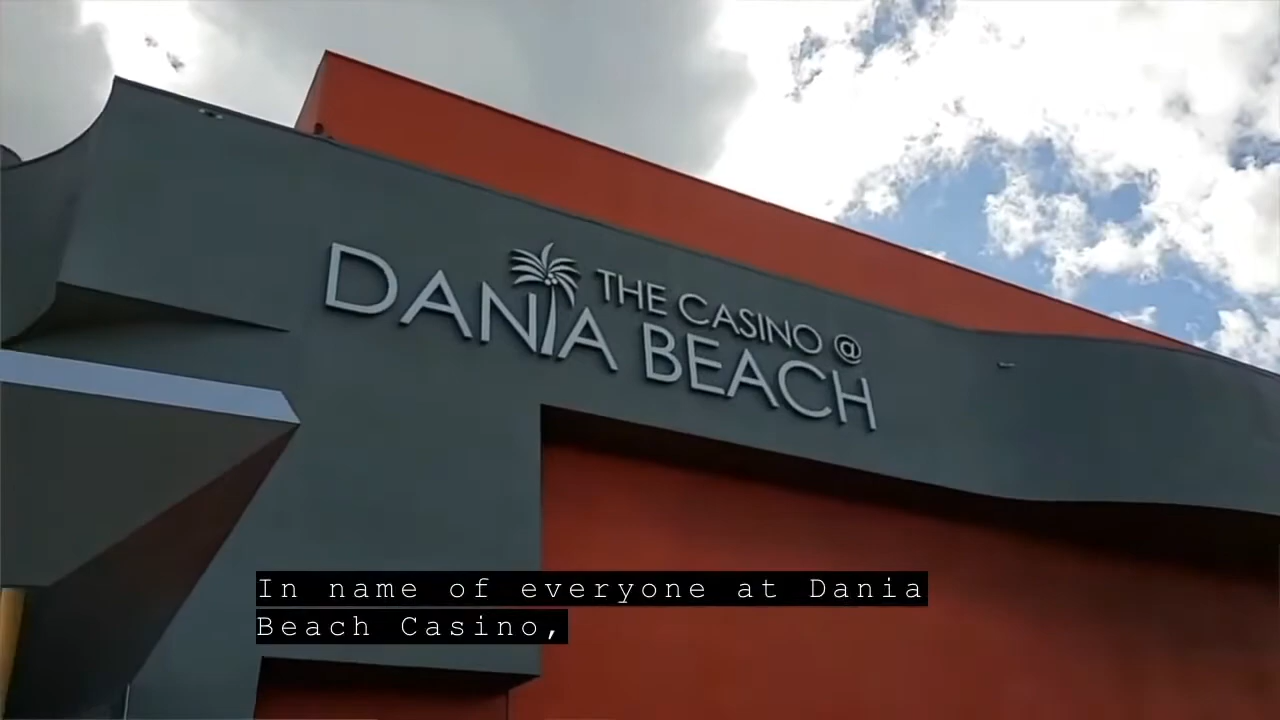 THE CASINO @
DANIA BEACH
In name of everyone at Dania
Beach Casino,